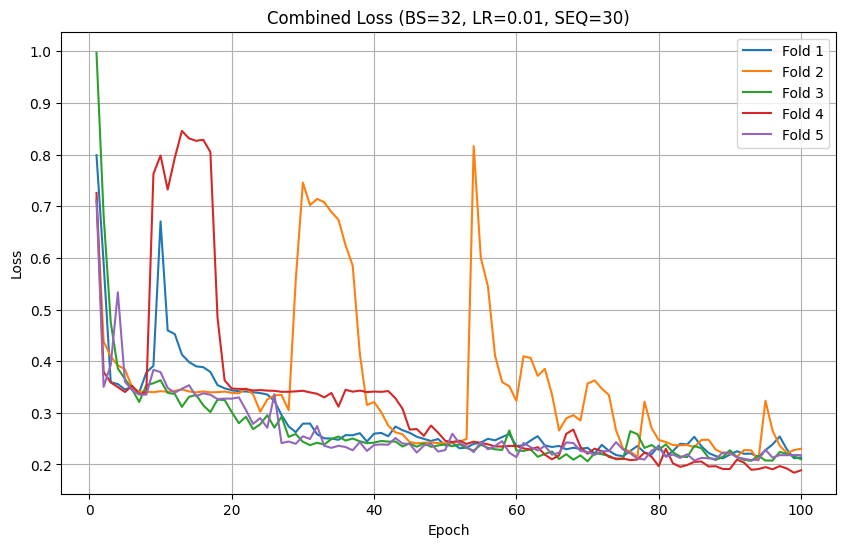 Combined Loss (BS=32, LR=0.01, SEQ=30)
Fold 1
Fold 2
Fold 3
Fold 4
Fold 5
1.0
0.9
0.8
0.7
0.6
0.5
0.4
0.3
0.2
Loss
0
20
40
60
80
100
Epoch